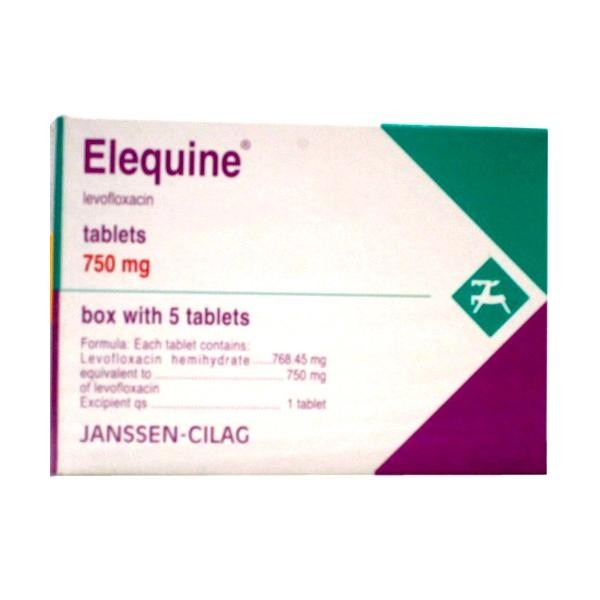 Elequine®
levofloxacin
tablets
750 mg
box with 5 tablets
Formula: Each tablet contains:
Levofloxacin hemihydrate ..... 768.45 mg
equivalent to .......................... 750 mg
of levofloxacin
Excipient qs .......................... 1 tablet
JANSSEN-CILAG